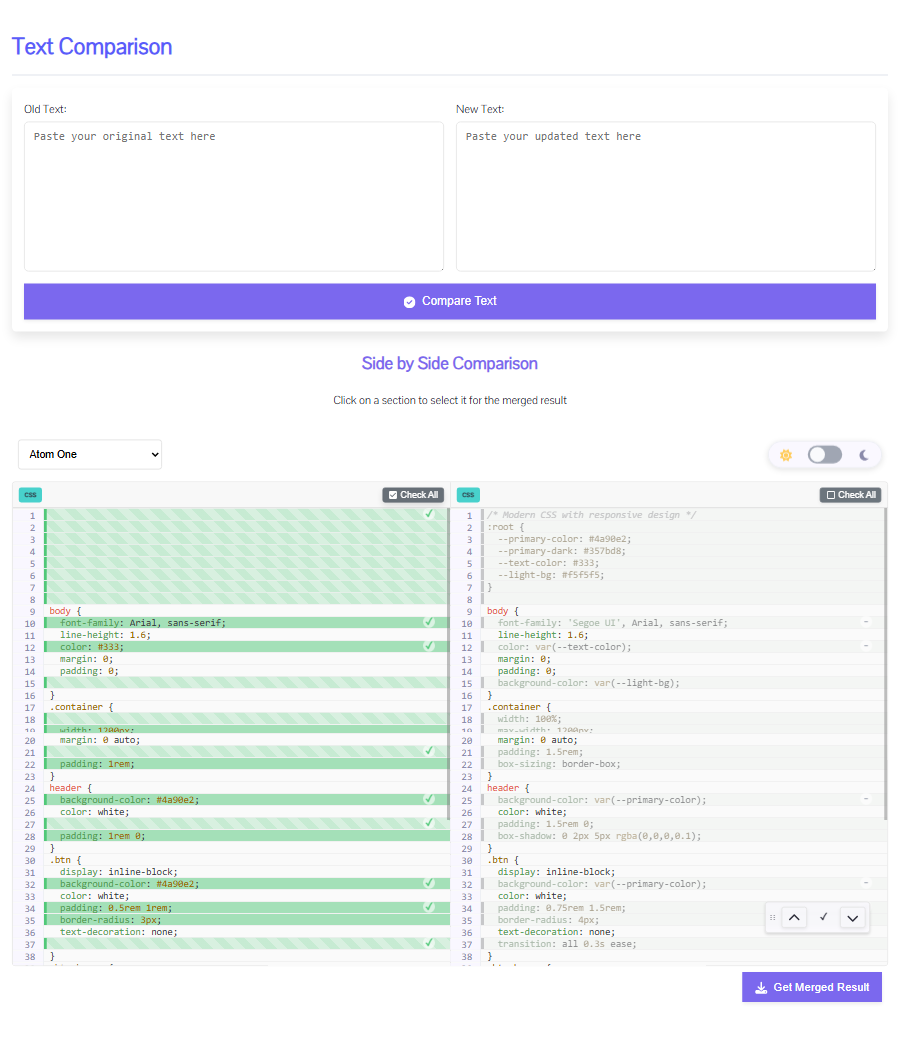 Text Comparison
Old Text:
New Text:
Paste your original text here
Paste your updated text here
Compare Text
Side by Side Comparison
Click on a section to select it for the merged result
Atom One
css
Check All
css
Check All
1
2
3
4
5
6
7
8
9 body {
10 font-family: Arial, sans-serif;
11 line-height: 1.6;
12 color: #333;
13 margin: 0;
14 padding: 0;
15
16 }
17 .container {
18
19 width: 1200px;
20 margin: 0 auto;
21
22 padding: 1rem;
23 }
24 header {
25 background-color: #4a90e2;
26 color: white;
27
28 padding: 1rem 0;
29 }
30 .btn {
31 display: inline-block;
32 background-color: #4a90e2;
33 color: white;
34 padding: 0.5rem 1rem;
35 border-radius: 3px;
36 text-decoration: none;
37
38 }
1 /* Modern CSS with responsive design */
2 :root {
3 --primary-color: #4a90e2;
4 --primary-dark: #357bd8;
5 --text-color: #333;
6 --light-bg: #f5f5f5;
7 }
8
9 body {
10 font-family: 'Segoe UI', Arial, sans-serif;
11 line-height: 1.6;
12 color: var(--text-color);
13 margin: 0;
14 padding: 0;
15 background-color: var(--light-bg);
16 }
17 .container {
18 width: 100%;
19 max-width: 1200px;
20 margin: 0 auto;
21 padding: 1.5rem;
22 box-sizing: border-box;
23 }
24 header {
25 background-color: var(--primary-color);
26 color: white;
27 padding: 1.5rem 0;
28 box-shadow: 0 2px 5px rgba(0,0,0,0.1);
29 }
30 .btn {
31 display: inline-block;
32 background-color: var(--primary-color);
33 color: white;
34 padding: 0.75rem 1.5rem;
35 border-radius: 4px;
36 text-decoration: none;
37 transition: all 0.3s ease;
38 }
Get Merged Result